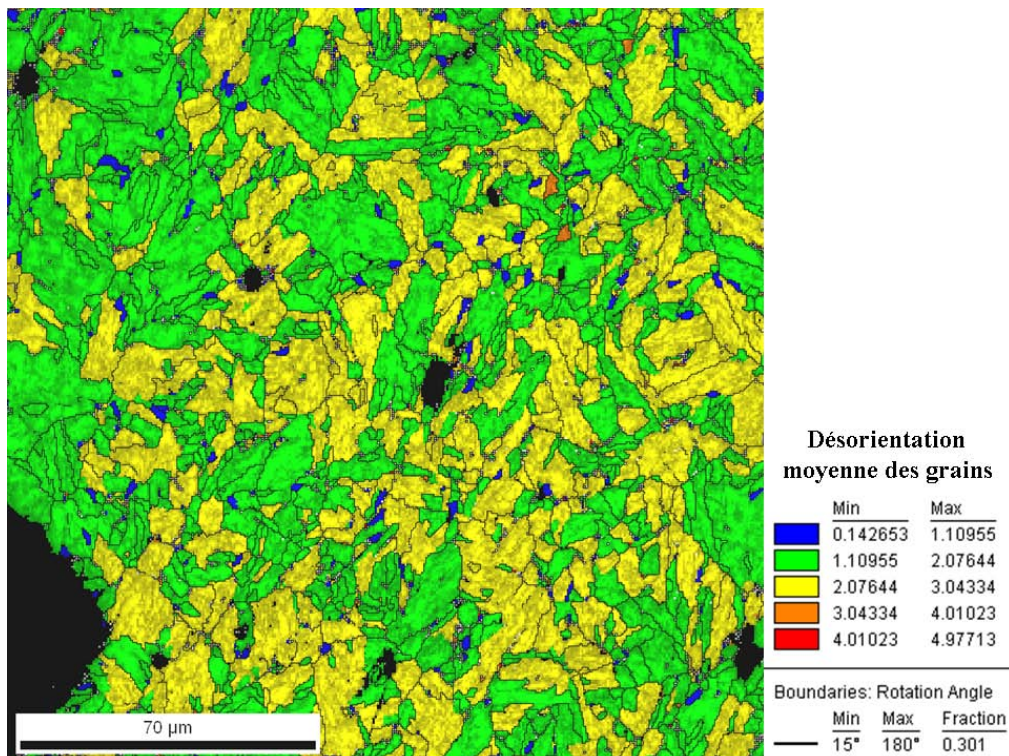 Désorientation
moyenne des grains
Min Max
0.142653 1.10955
1.10955 2.07644
2.07644 3.04334
3.04334 4.01023
4.01023 4.97713
Boundaries: Rotation Angle
Min Max Fraction
15° 180° 0.301
70 µm